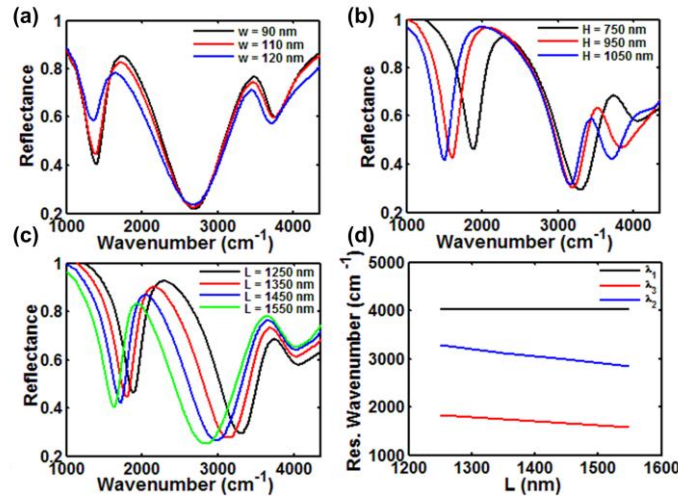 (a)
w = 90 nm
w = 110 nm
w = 120 nm
Reflectance
1
0.8
0.6
0.4
0.2
1000 2000 3000 4000
Wavenumber (cm⁻¹)
(b)
H = 750 nm
H = 950 nm
H = 1050 nm
Reflectance
1
0.8
0.6
0.4
0.2
1000 2000 3000 4000
Wavenumber (cm⁻¹)
(c)
L = 1250 nm
L = 1350 nm
L = 1450 nm
L = 1550 nm
Reflectance
1
0.8
0.6
0.4
0.2
1000 2000 3000 4000
Wavenumber (cm⁻¹)
(d)
λ₁
λ₃
λ₂
Res. Wavenumber (cm⁻¹)
5000
4000
3000
2000
1000
1200 1300 1400 1500 1600
L (nm)